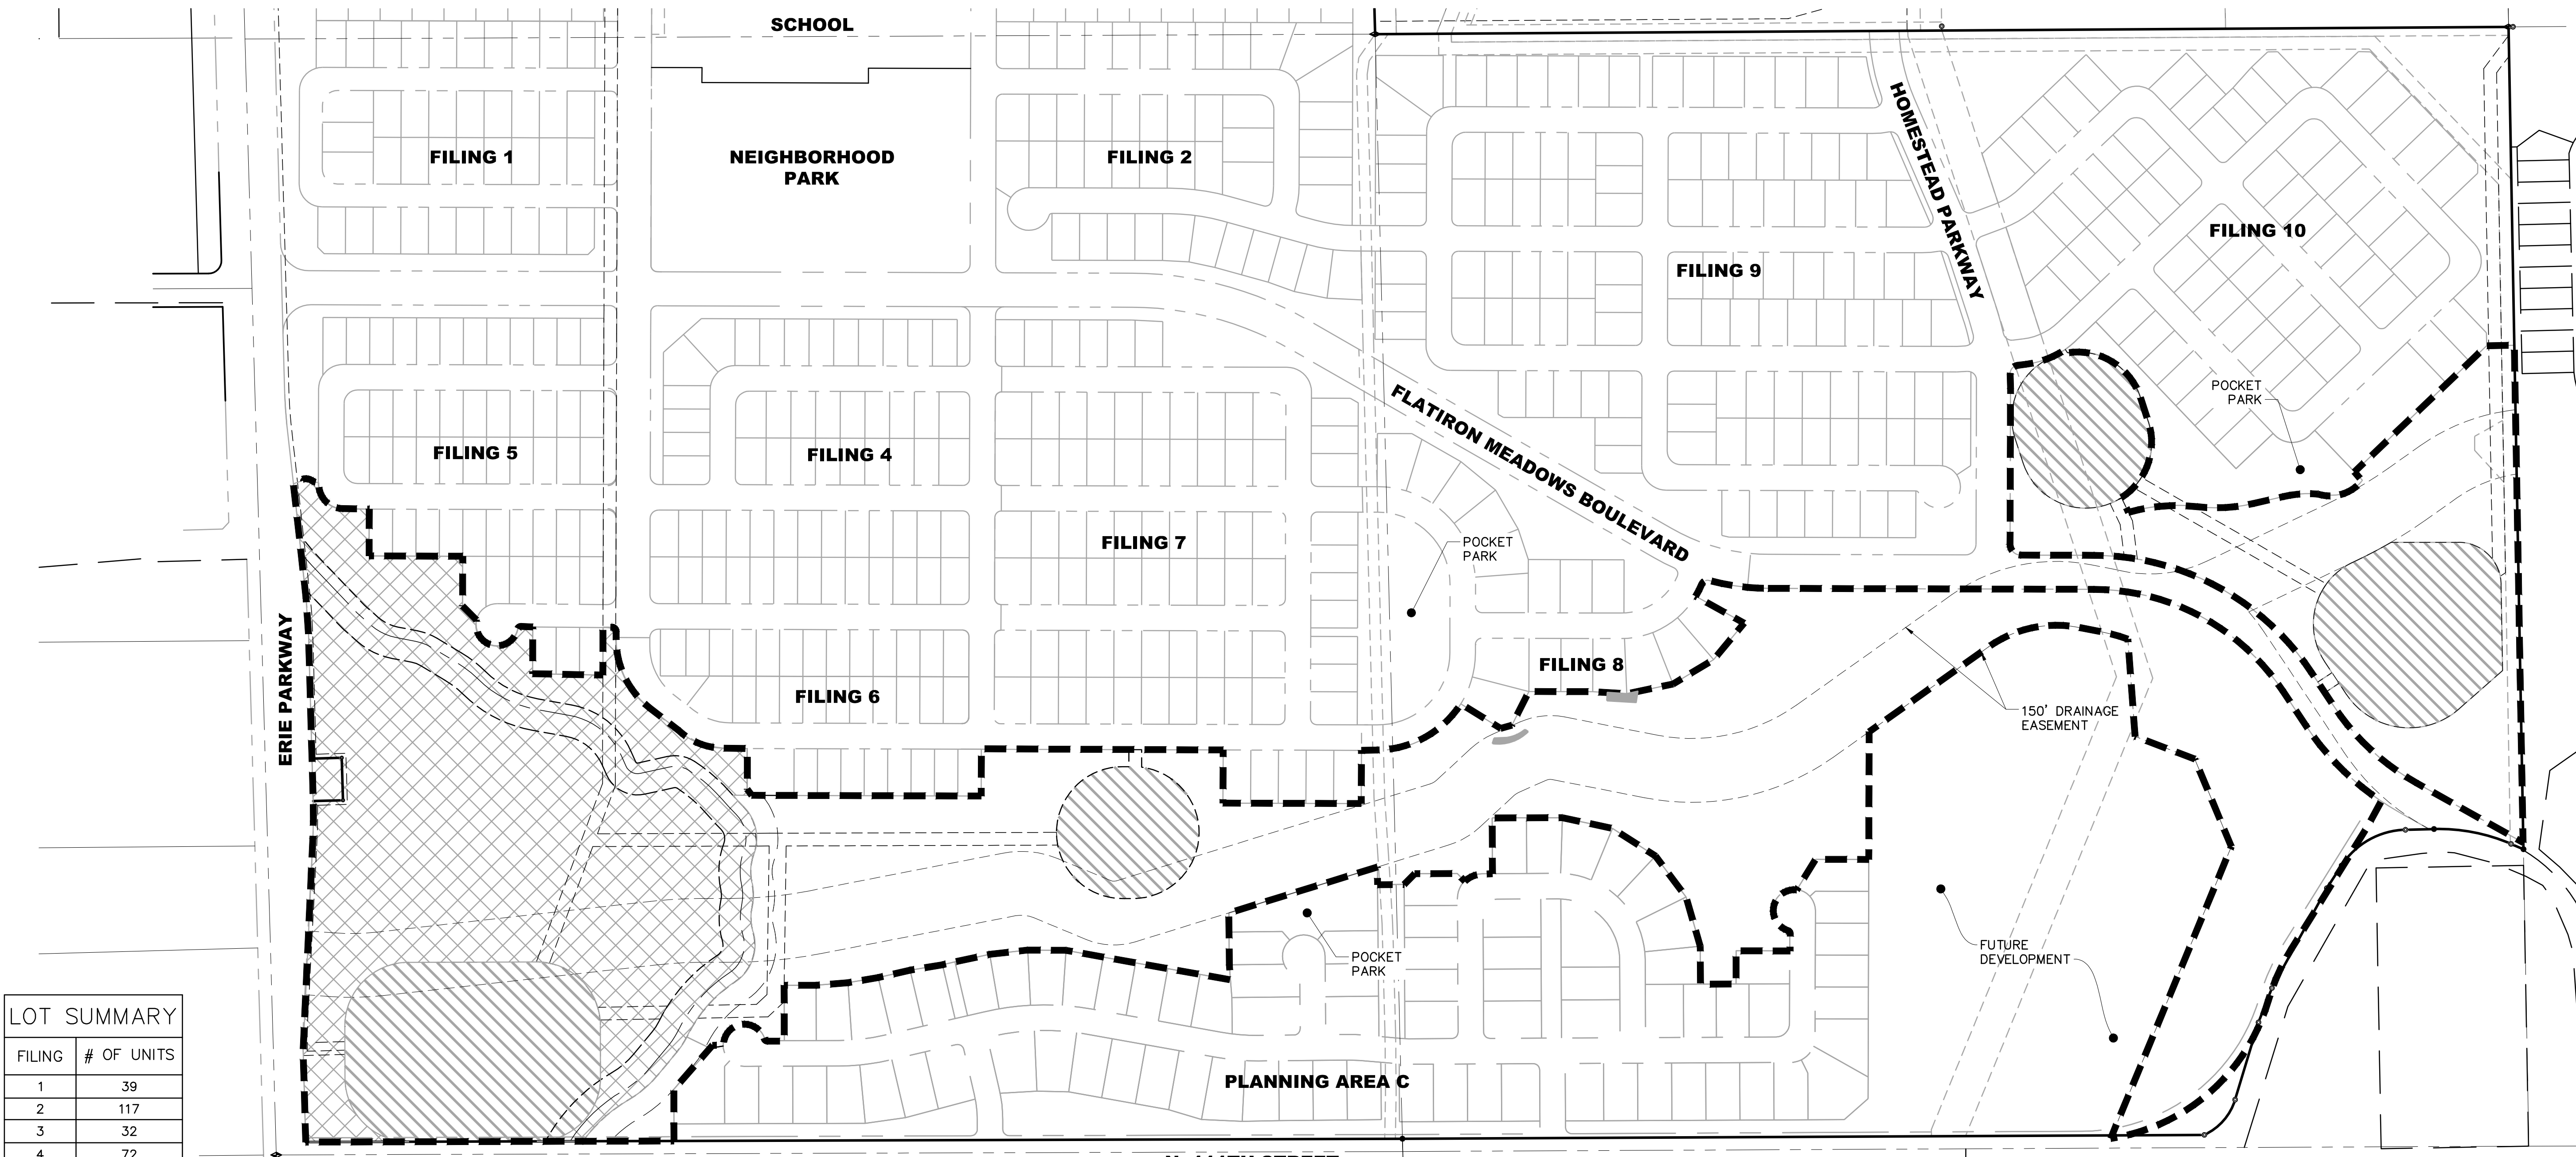 SCHOOL
FILING 1
NEIGHBORHOOD
PARK
FILING 2
HOMESTEAD PARKWAY
FILING 10
FILING 9
POCKET
PARK
FLATIRON MEADOWS BOULEVARD
FILING 5
FILING 4
FILING 7
POCKET
PARK
ERIE PARKWAY
FILING 8
FILING 6
150' DRAINAGE
EASEMENT
POCKET
PARK
FUTURE
DEVELOPMENT
PLANNING AREA C
LOT SUMMARY
FILING # OF UNITS
1 39
2 117
3 32
4 72